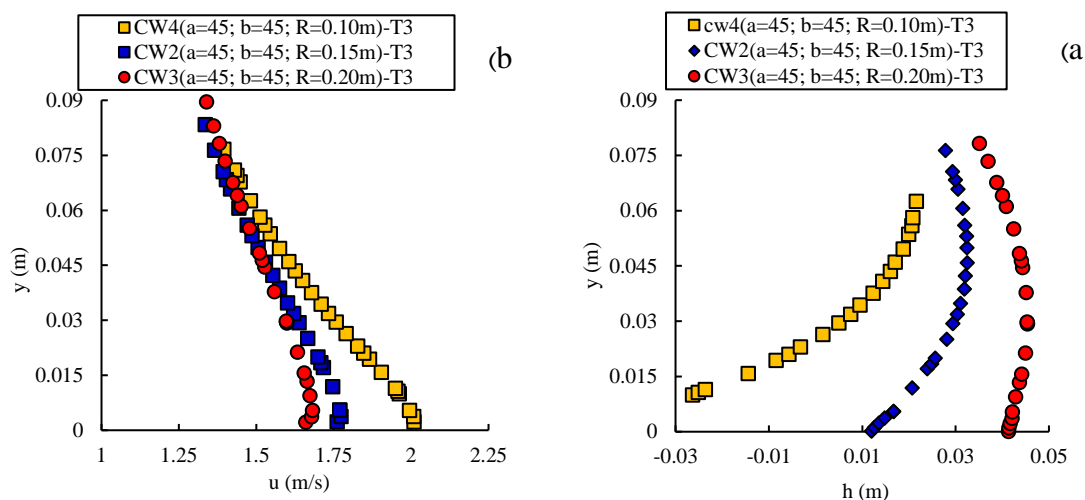 CW4(a=45; b=45; R=0.10m)-T3
CW2(a=45; b=45; R=0.15m)-T3
CW3(a=45; b=45; R=0.20m)-T3
(b
0.09
0.075
0.06
0.045
0.03
0.015
0
y (m)
1 1.25 1.5 1.75 2 2.25
u (m/s)
cw4(a=45; b=45; R=0.10m)-T3
CW2(a=45; b=45; R=0.15m)-T3
CW3(a=45; b=45; R=0.20m)-T3
(a
0.09
0.075
0.06
0.045
0.03
0.015
0
y (m)
-0.03 -0.01 0.01 0.03 0.05
h (m)